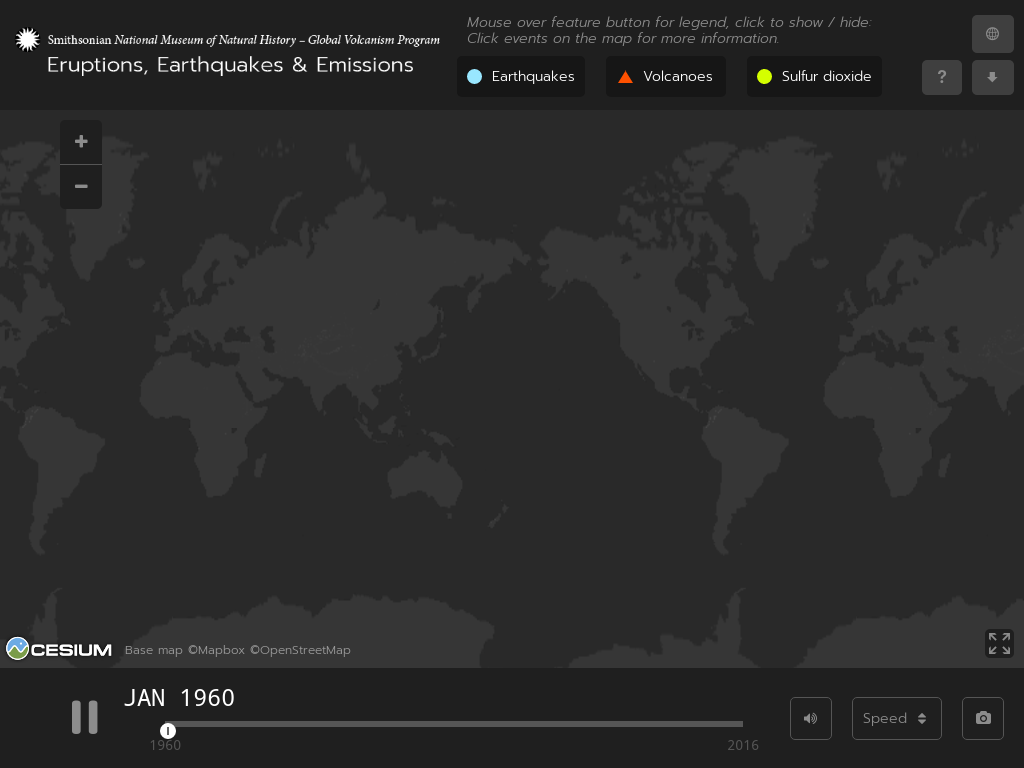 Smithsonian National Museum of Natural History – Global Volcanism Program
Eruptions, Earthquakes & Emissions
Mouse over feature button for legend, click to show / hide:
Click events on the map for more information.
Earthquakes
Volcanoes
Sulfur dioxide
?
+
−
CESIUM
Base map ©Mapbox ©OpenStreetMap
JAN 1960
1960
2016
Speed